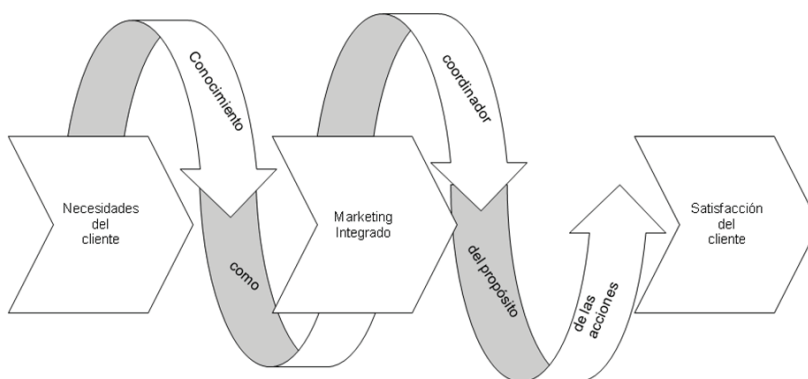 Necesidades
del
cliente
Conocimiento
como
Marketing
Integrado
coordinador
del propósito
de las
acciones
Satisfacción
del
cliente